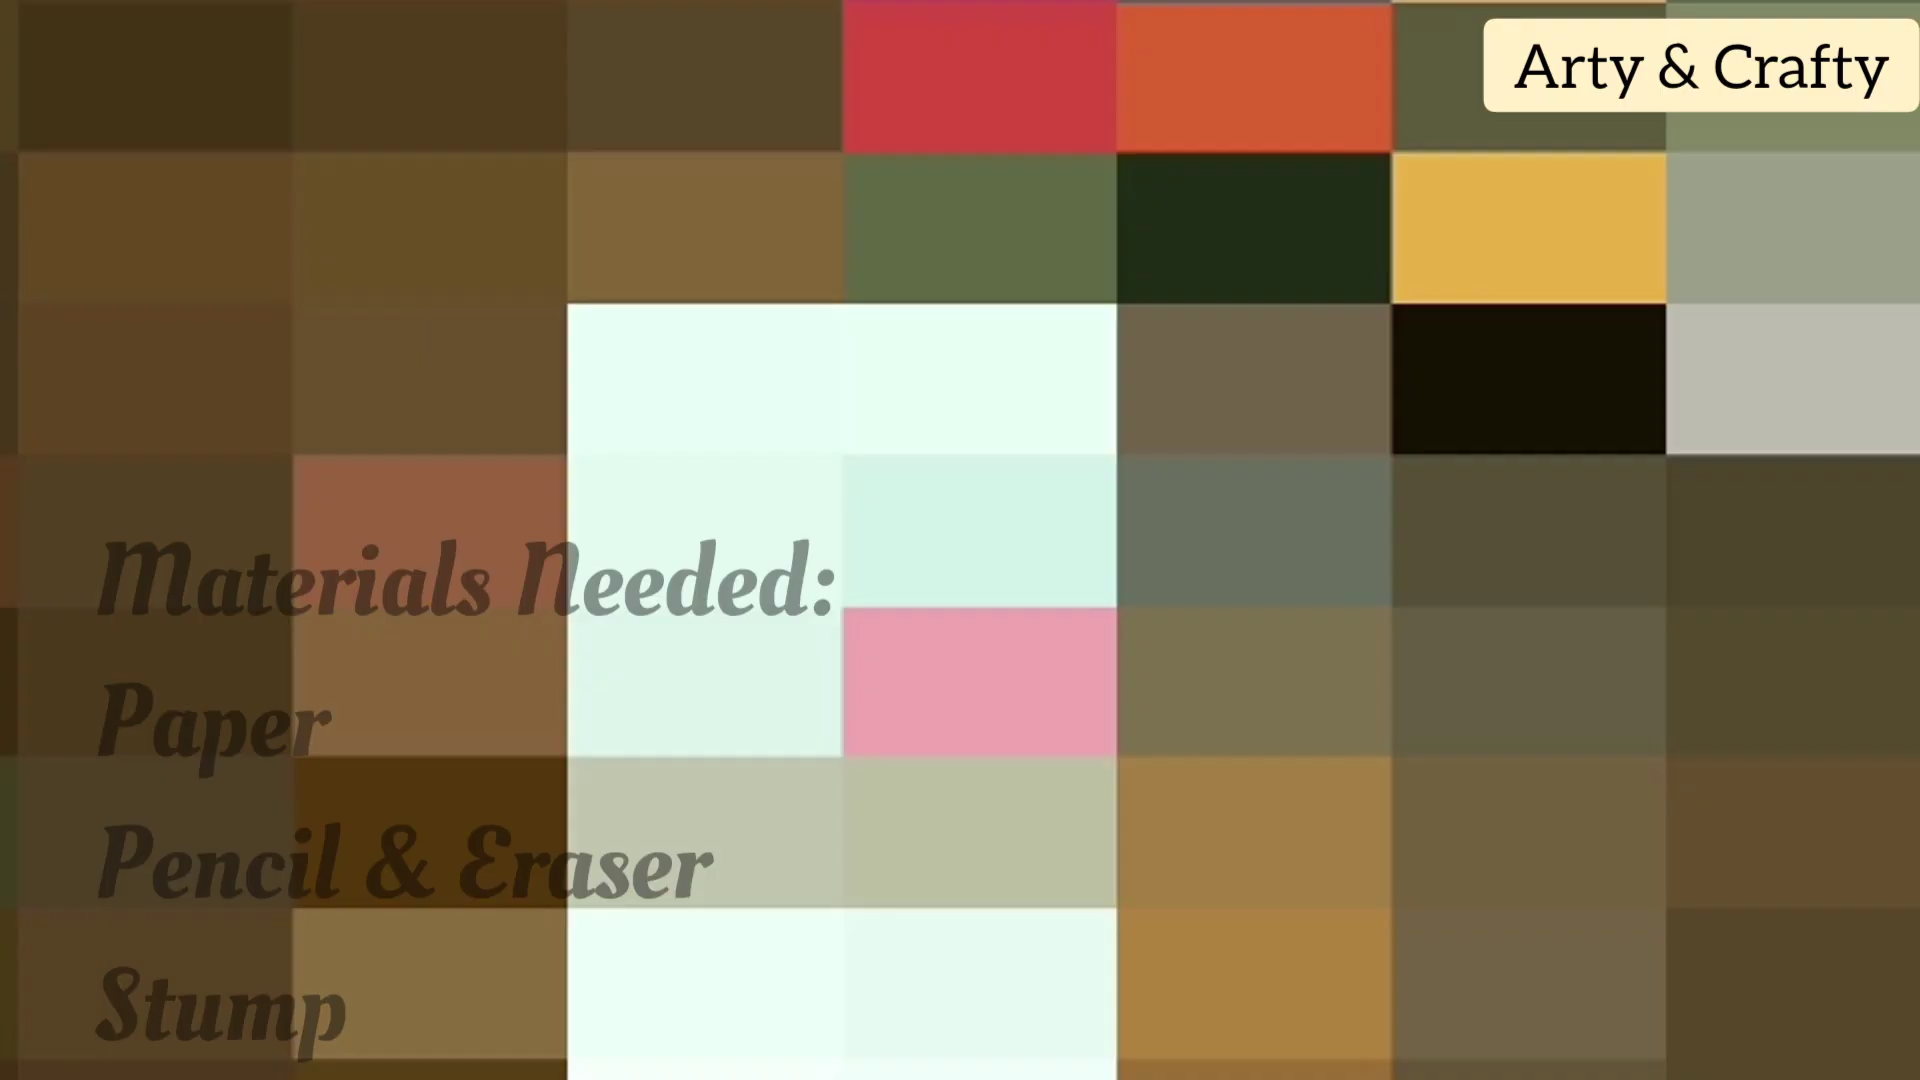 Arty & Crafty
Materials Needed:
Paper
Pencil & Eraser
Stump